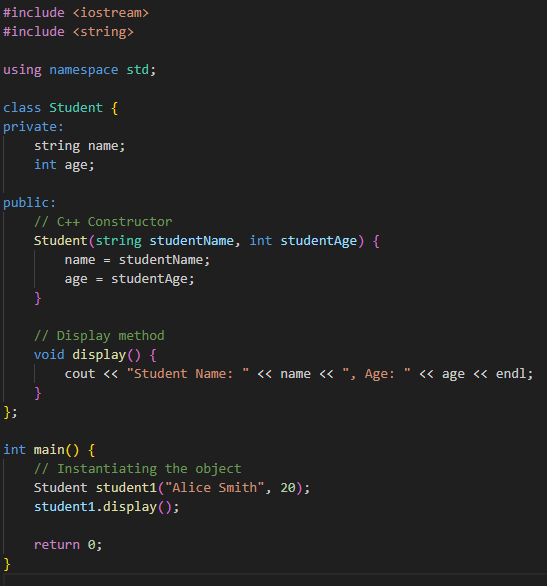 #include <iostream>
#include <string>

using namespace std;

class Student {
private:
    string name;
    int age;

public:
    // C++ Constructor
    Student(string studentName, int studentAge) {
        name = studentName;
        age = studentAge;
    }

    // Display method
    void display() {
        cout << "Student Name: " << name << ", Age: " << age << endl;
    }
};

int main() {
    // Instantiating the object
    Student student1("Alice Smith", 20);
    student1.display();

    return 0;
}